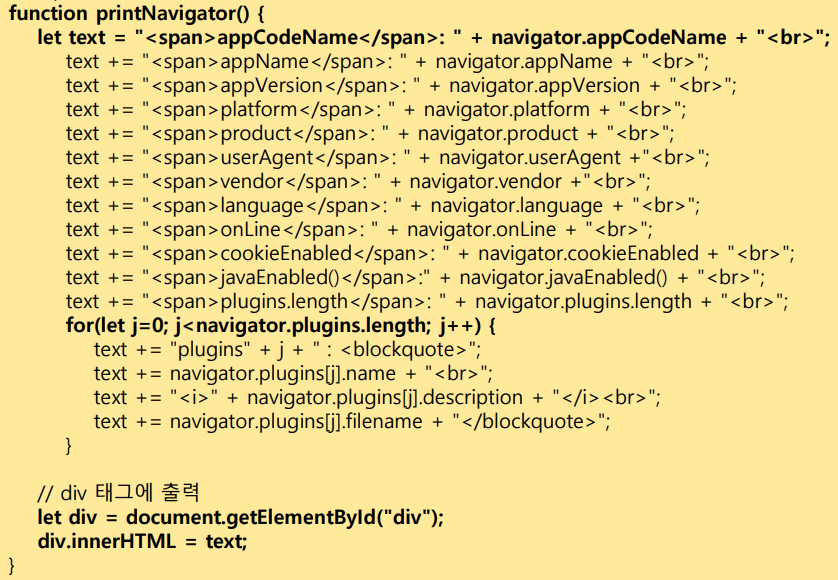 function printNavigator() {
let text = "<span>appCodeName</span>: " + navigator.appCodeName + "<br>";
text += "<span>appName</span>: " + navigator.appName + "<br>";
text += "<span>appVersion</span>: " + navigator.appVersion + "<br>";
text += "<span>platform</span>: " + navigator.platform + "<br>";
text += "<span>product</span>: " + navigator.product + "<br>";
text += "<span>userAgent</span>: " + navigator.userAgent +"<br>";
text += "<span>vendor</span>: " + navigator.vendor +"<br>";
text += "<span>language</span>: " + navigator.language + "<br>";
text += "<span>onLine</span>: " + navigator.onLine + "<br>";
text += "<span>cookieEnabled</span>: " + navigator.cookieEnabled + "<br>";
text += "<span>javaEnabled()</span>:" + navigator.javaEnabled() + "<br>";
text += "<span>plugins.length</span>: " + navigator.plugins.length + "<br>";
for(let j=0; j<navigator.plugins.length; j++) {
text += "plugins" + j + " : <blockquote>";
text += navigator.plugins[j].name + "<br>";
text += "<i>" + navigator.plugins[j].description + "</i><br>";
text += navigator.plugins[j].filename + "</blockquote>";
}
// div 태그에 출력
let div = document.getElementById("div");
div.innerHTML = text;
}